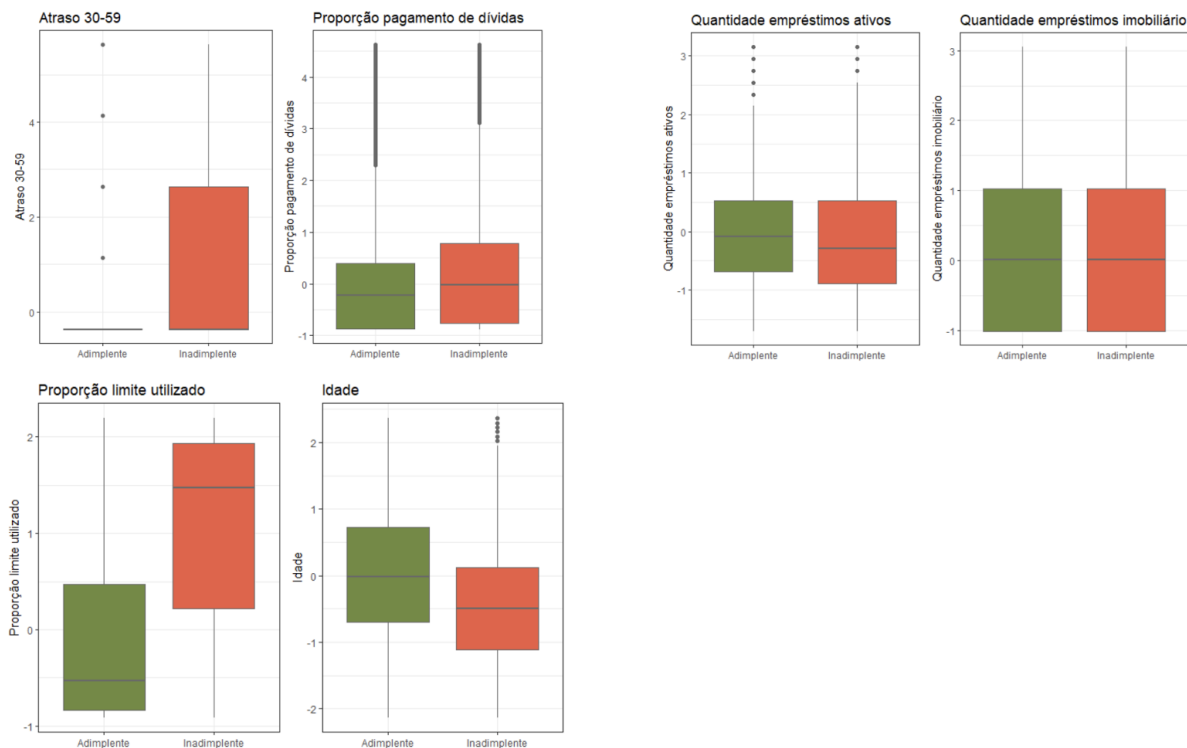 Atraso 30-59
Atraso 30-59
4
2
0
Adimplente
Inadimplente
Proporção pagamento de dívidas
Proporção pagamento de dívidas
4
3
2
1
0
-1
Adimplente
Inadimplente
Quantidade empréstimos ativos
Quantidade empréstimos ativos
3
2
1
0
-1
Adimplente
Inadimplente
Quantidade empréstimos imobiliário
Quantidade empréstimos imobiliário
3
2
1
0
-1
Adimplente
Inadimplente
Proporção limite utilizado
Proporção limite utilizado
2
1
0
-1
Adimplente
Inadimplente
Idade
Idade
2
1
0
-1
-2
Adimplente
Inadimplente